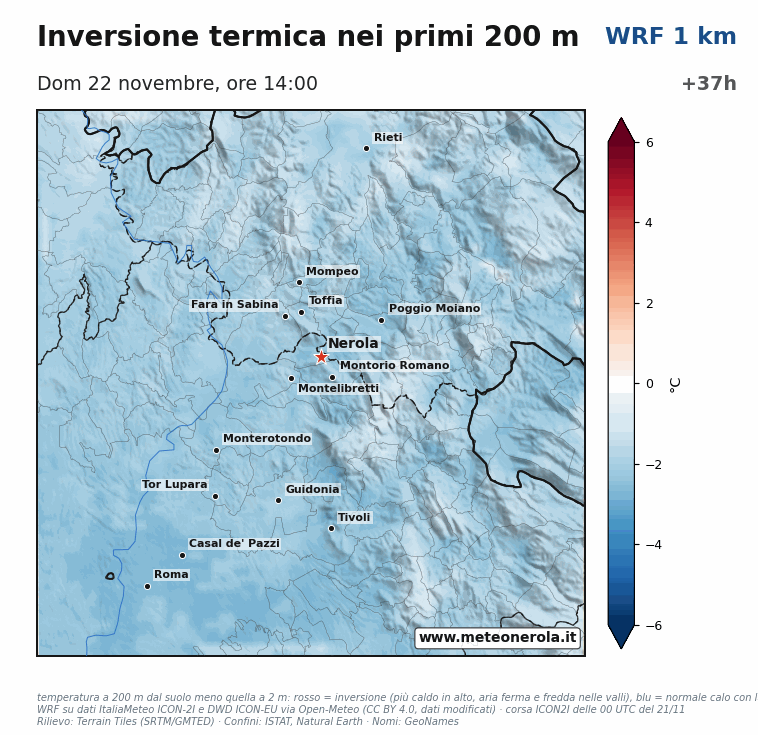 Inversione termica nei primi 200 m WRF 1 km
Dom 22 novembre, ore 14:00 +37h
Rieti
Mompeo
Toffia
Fara in Sabina
Poggio Moiano
Nerola
Montorio Romano
Montelibretti
Monterotondo
Tor Lupara
Guidonia
Tivoli
Casal de' Pazzi
Roma
www.meteonerola.it
6
4
2
0
−2
−4
−6
°C
temperatura a 200 m dal suolo meno quella a 2 m: rosso = inversione (più caldo in alto, aria ferma e fredda nelle valli), blu = normale calo con l
WRF su dati ItaliaMeteo ICON-2I e DWD ICON-EU via Open-Meteo (CC BY 4.0, dati modificati) · corsa ICON2I delle 00 UTC del 21/11
Rilievo: Terrain Tiles (SRTM/GMTED) · Confini: ISTAT, Natural Earth · Nomi: GeoNames